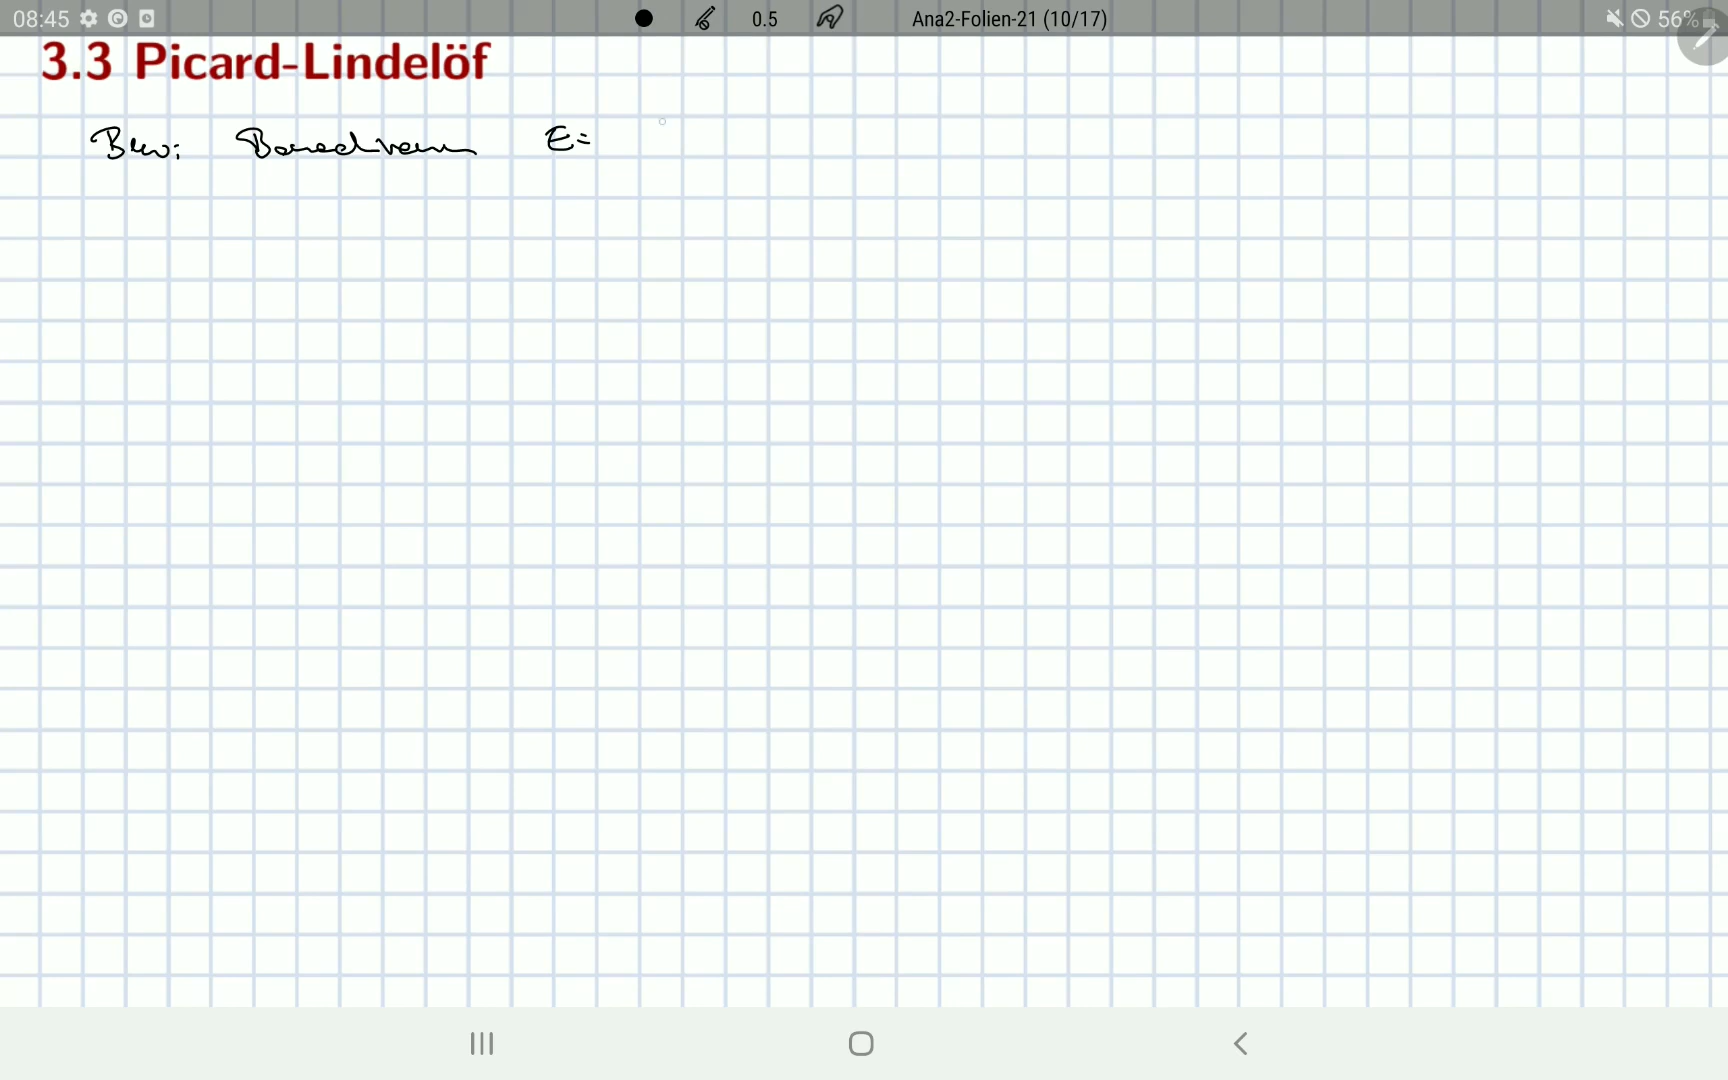 08:45 0.5 Ana2-Folien-21 (10/17) 56%
3.3 Picard-Lindelöf
Bew: Banachraum E=